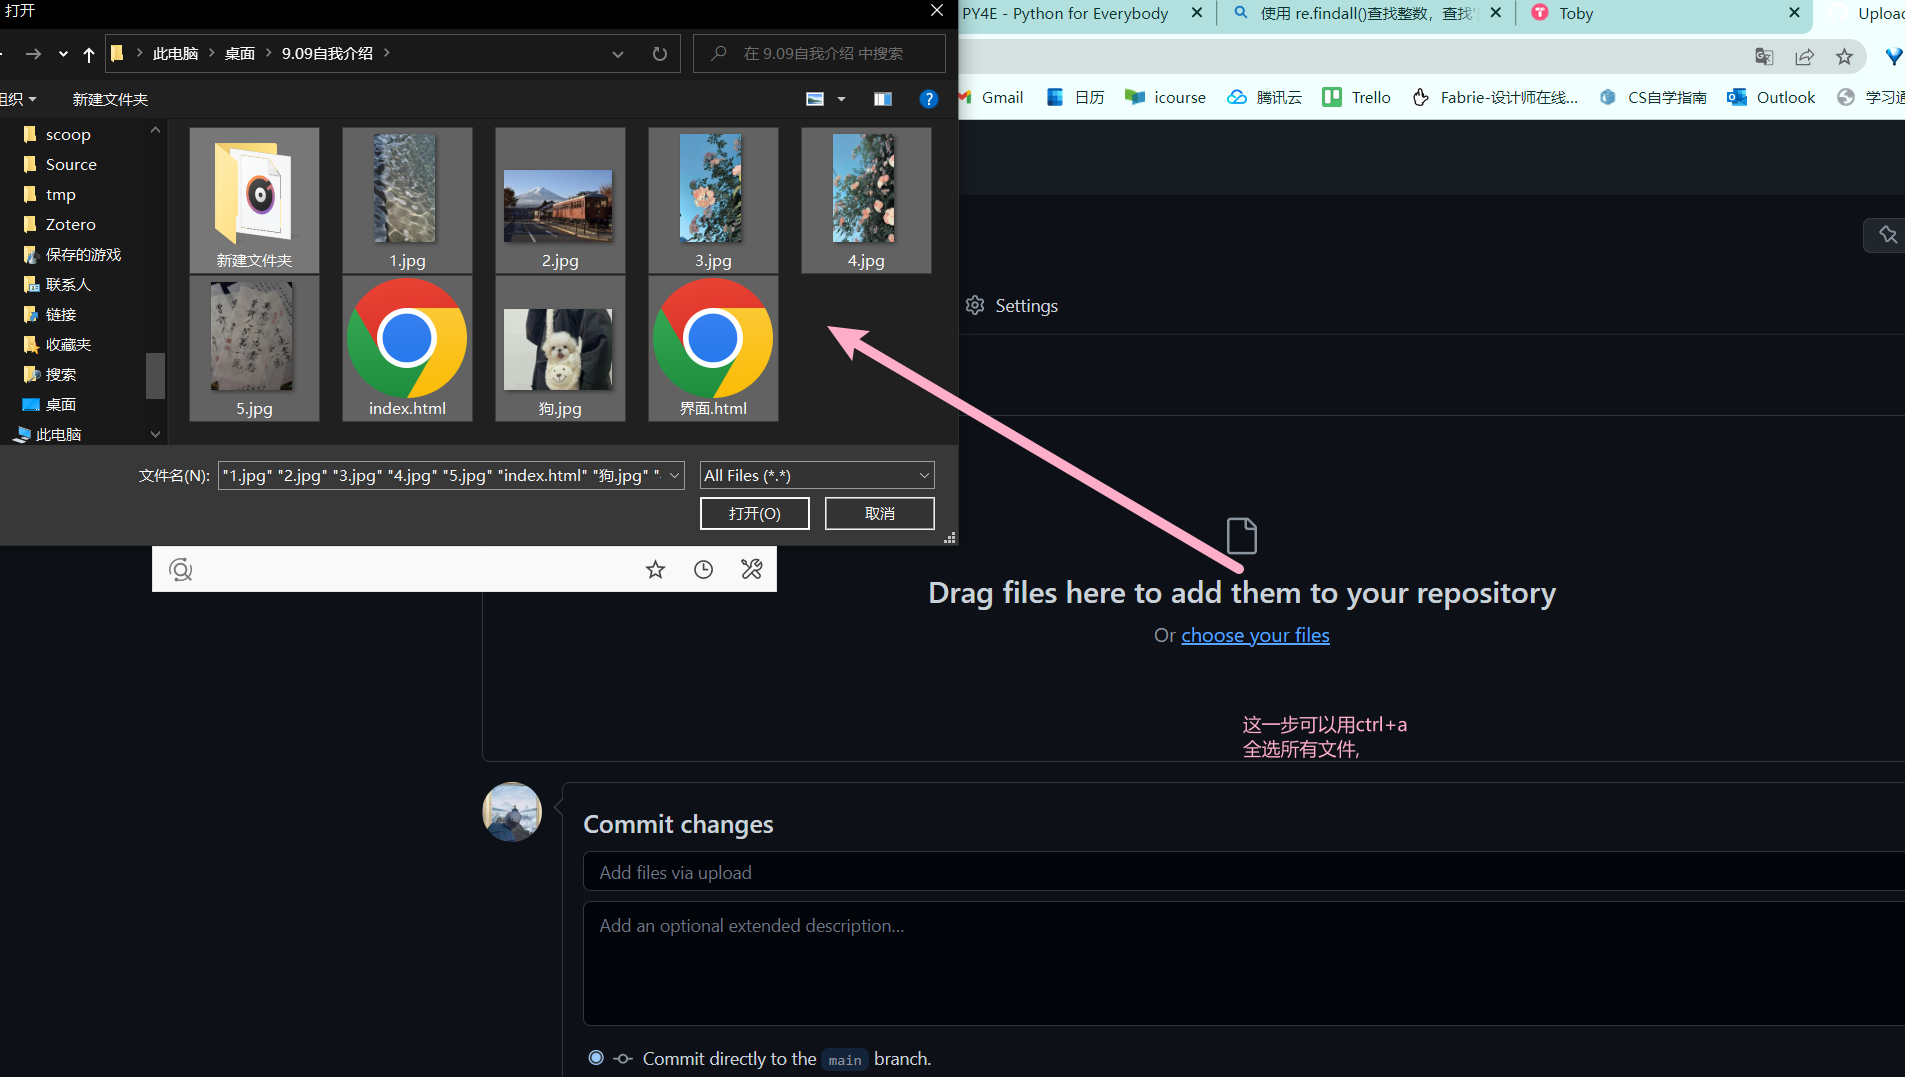 打开
此电脑 桌面 9.09自我介绍
在 9.09自我介绍 中搜索
组织 新建文件夹
scoop
Source
tmp
Zotero
保存的游戏
联系人
链接
收藏夹
搜索
桌面
此电脑
新建文件夹
1.jpg
2.jpg
3.jpg
4.jpg
5.jpg
index.html
狗.jpg
界面.html
文件名(N): "1.jpg" "2.jpg" "3.jpg" "4.jpg" "5.jpg" "index.html" "狗.jpg" "
All Files (*.*)
打开(O) 取消
PY4E - Python for Everybody
使用 re.findall()查找整数，查找
Toby
Upload
Gmail 日历 icourse 腾讯云 Trello Fabrie-设计师在线... CS自学指南 Outlook 学习通
Settings
Drag files here to add them to your repository
Or choose your files
这一步可以用ctrl+a
全选所有文件,
Commit changes
Add files via upload
Add an optional extended description...
Commit directly to the main branch.